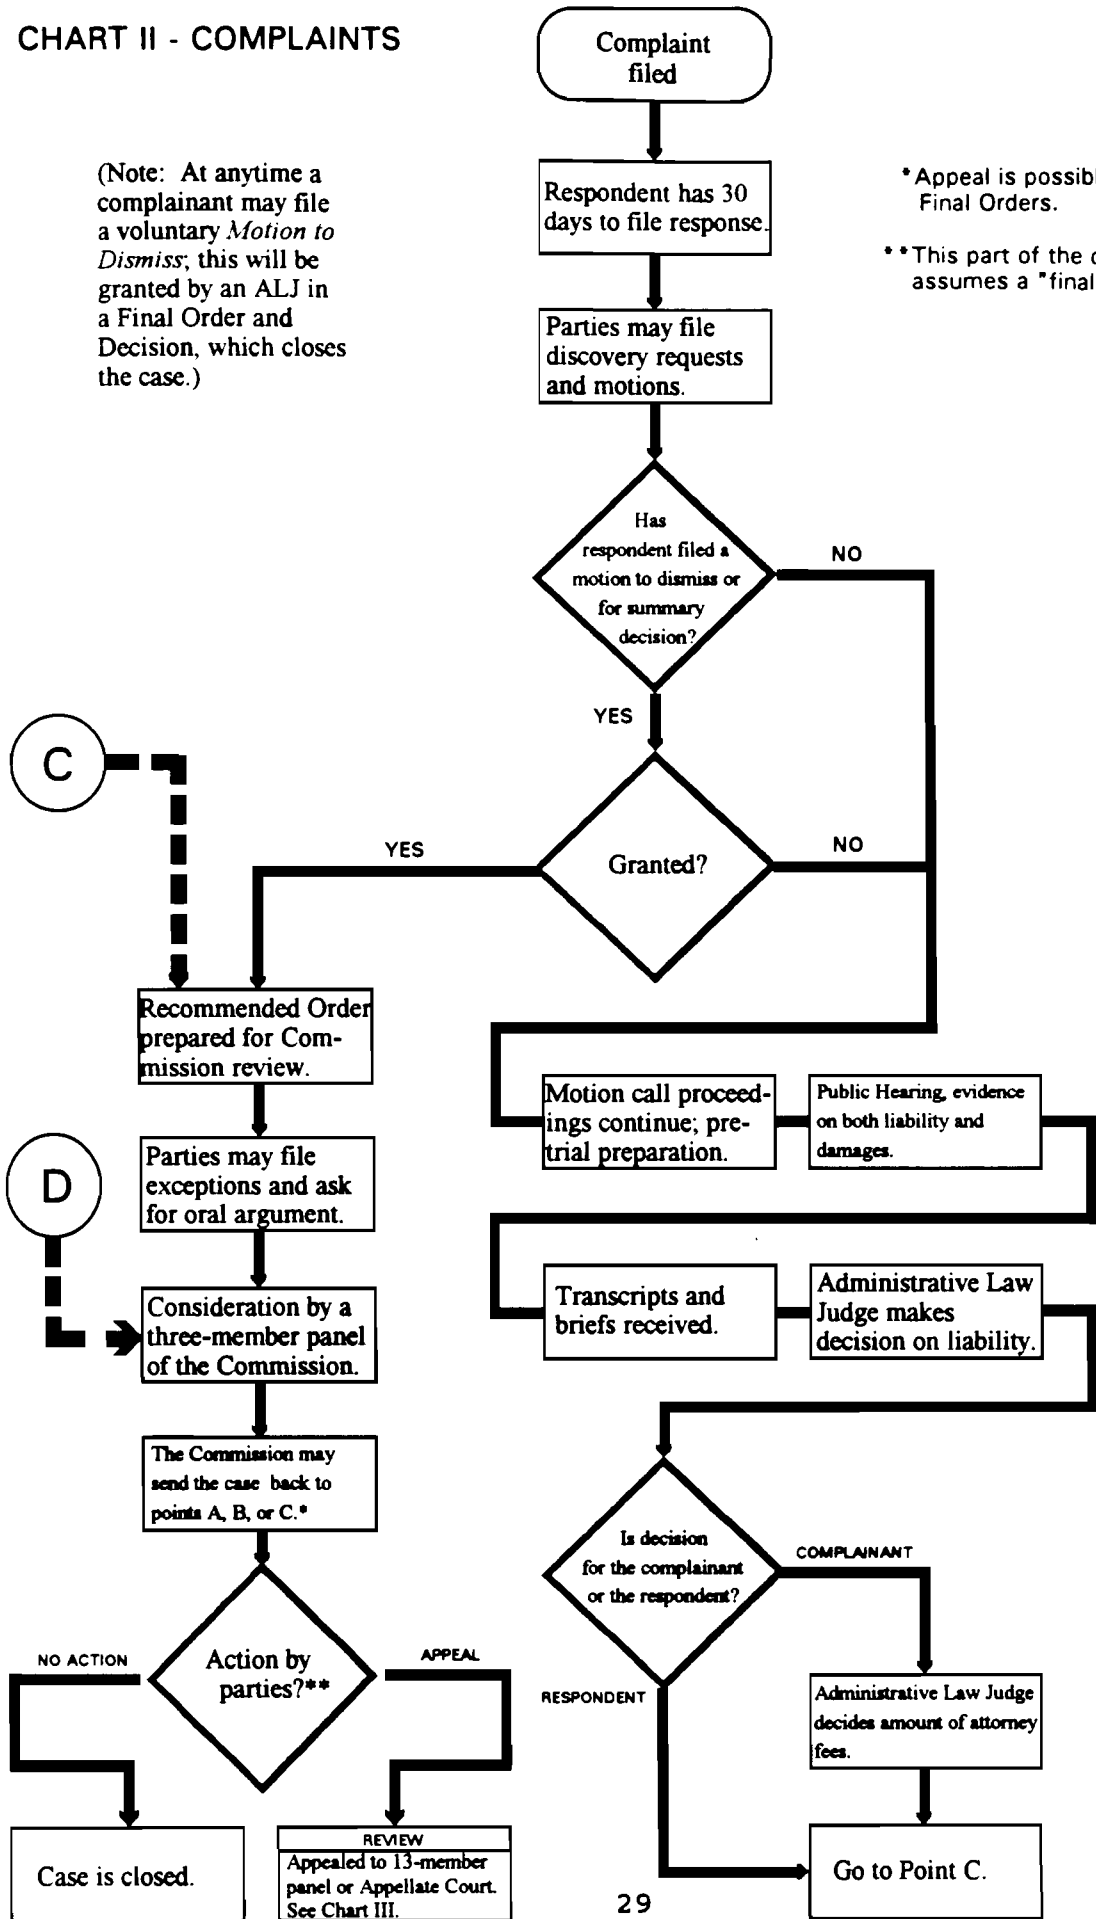 CHART II - COMPLAINTS
Complaint
filed
(Note: At anytime a
complainant may file
a voluntary Motion to
Dismiss; this will be
granted by an ALJ in
a Final Order and
Decision, which closes
the case.)
Respondent has 30
days to file response.
*Appeal is possibl
Final Orders.
**This part of the c
assumes a "final
Parties may file
discovery requests
and motions.
Has
respondent filed a
motion to dismiss or
for summary
decision?
NO
YES
C
Granted?
YES
NO
Recommended Order
prepared for Com-
mission review.
Motion call proceed-
ings continue; pre-
trial preparation.
Public Hearing, evidence
on both liability and
damages.
D
Parties may file
exceptions and ask
for oral argument.
Consideration by a
three-member panel
of the Commission.
Transcripts and
briefs received.
Administrative Law
Judge makes
decision on liability.
The Commission may
send the case back to
points A, B, or C.*
Is decision
for the complainant
or the respondent?
COMPLAINANT
RESPONDENT
Action by
parties?**
NO ACTION
APPEAL
Administrative Law Judge
decides amount of attorney
fees.
Case is closed.
REVIEW
Appealed to 13-member
panel or Appellate Court.
See Chart III.
Go to Point C.
29